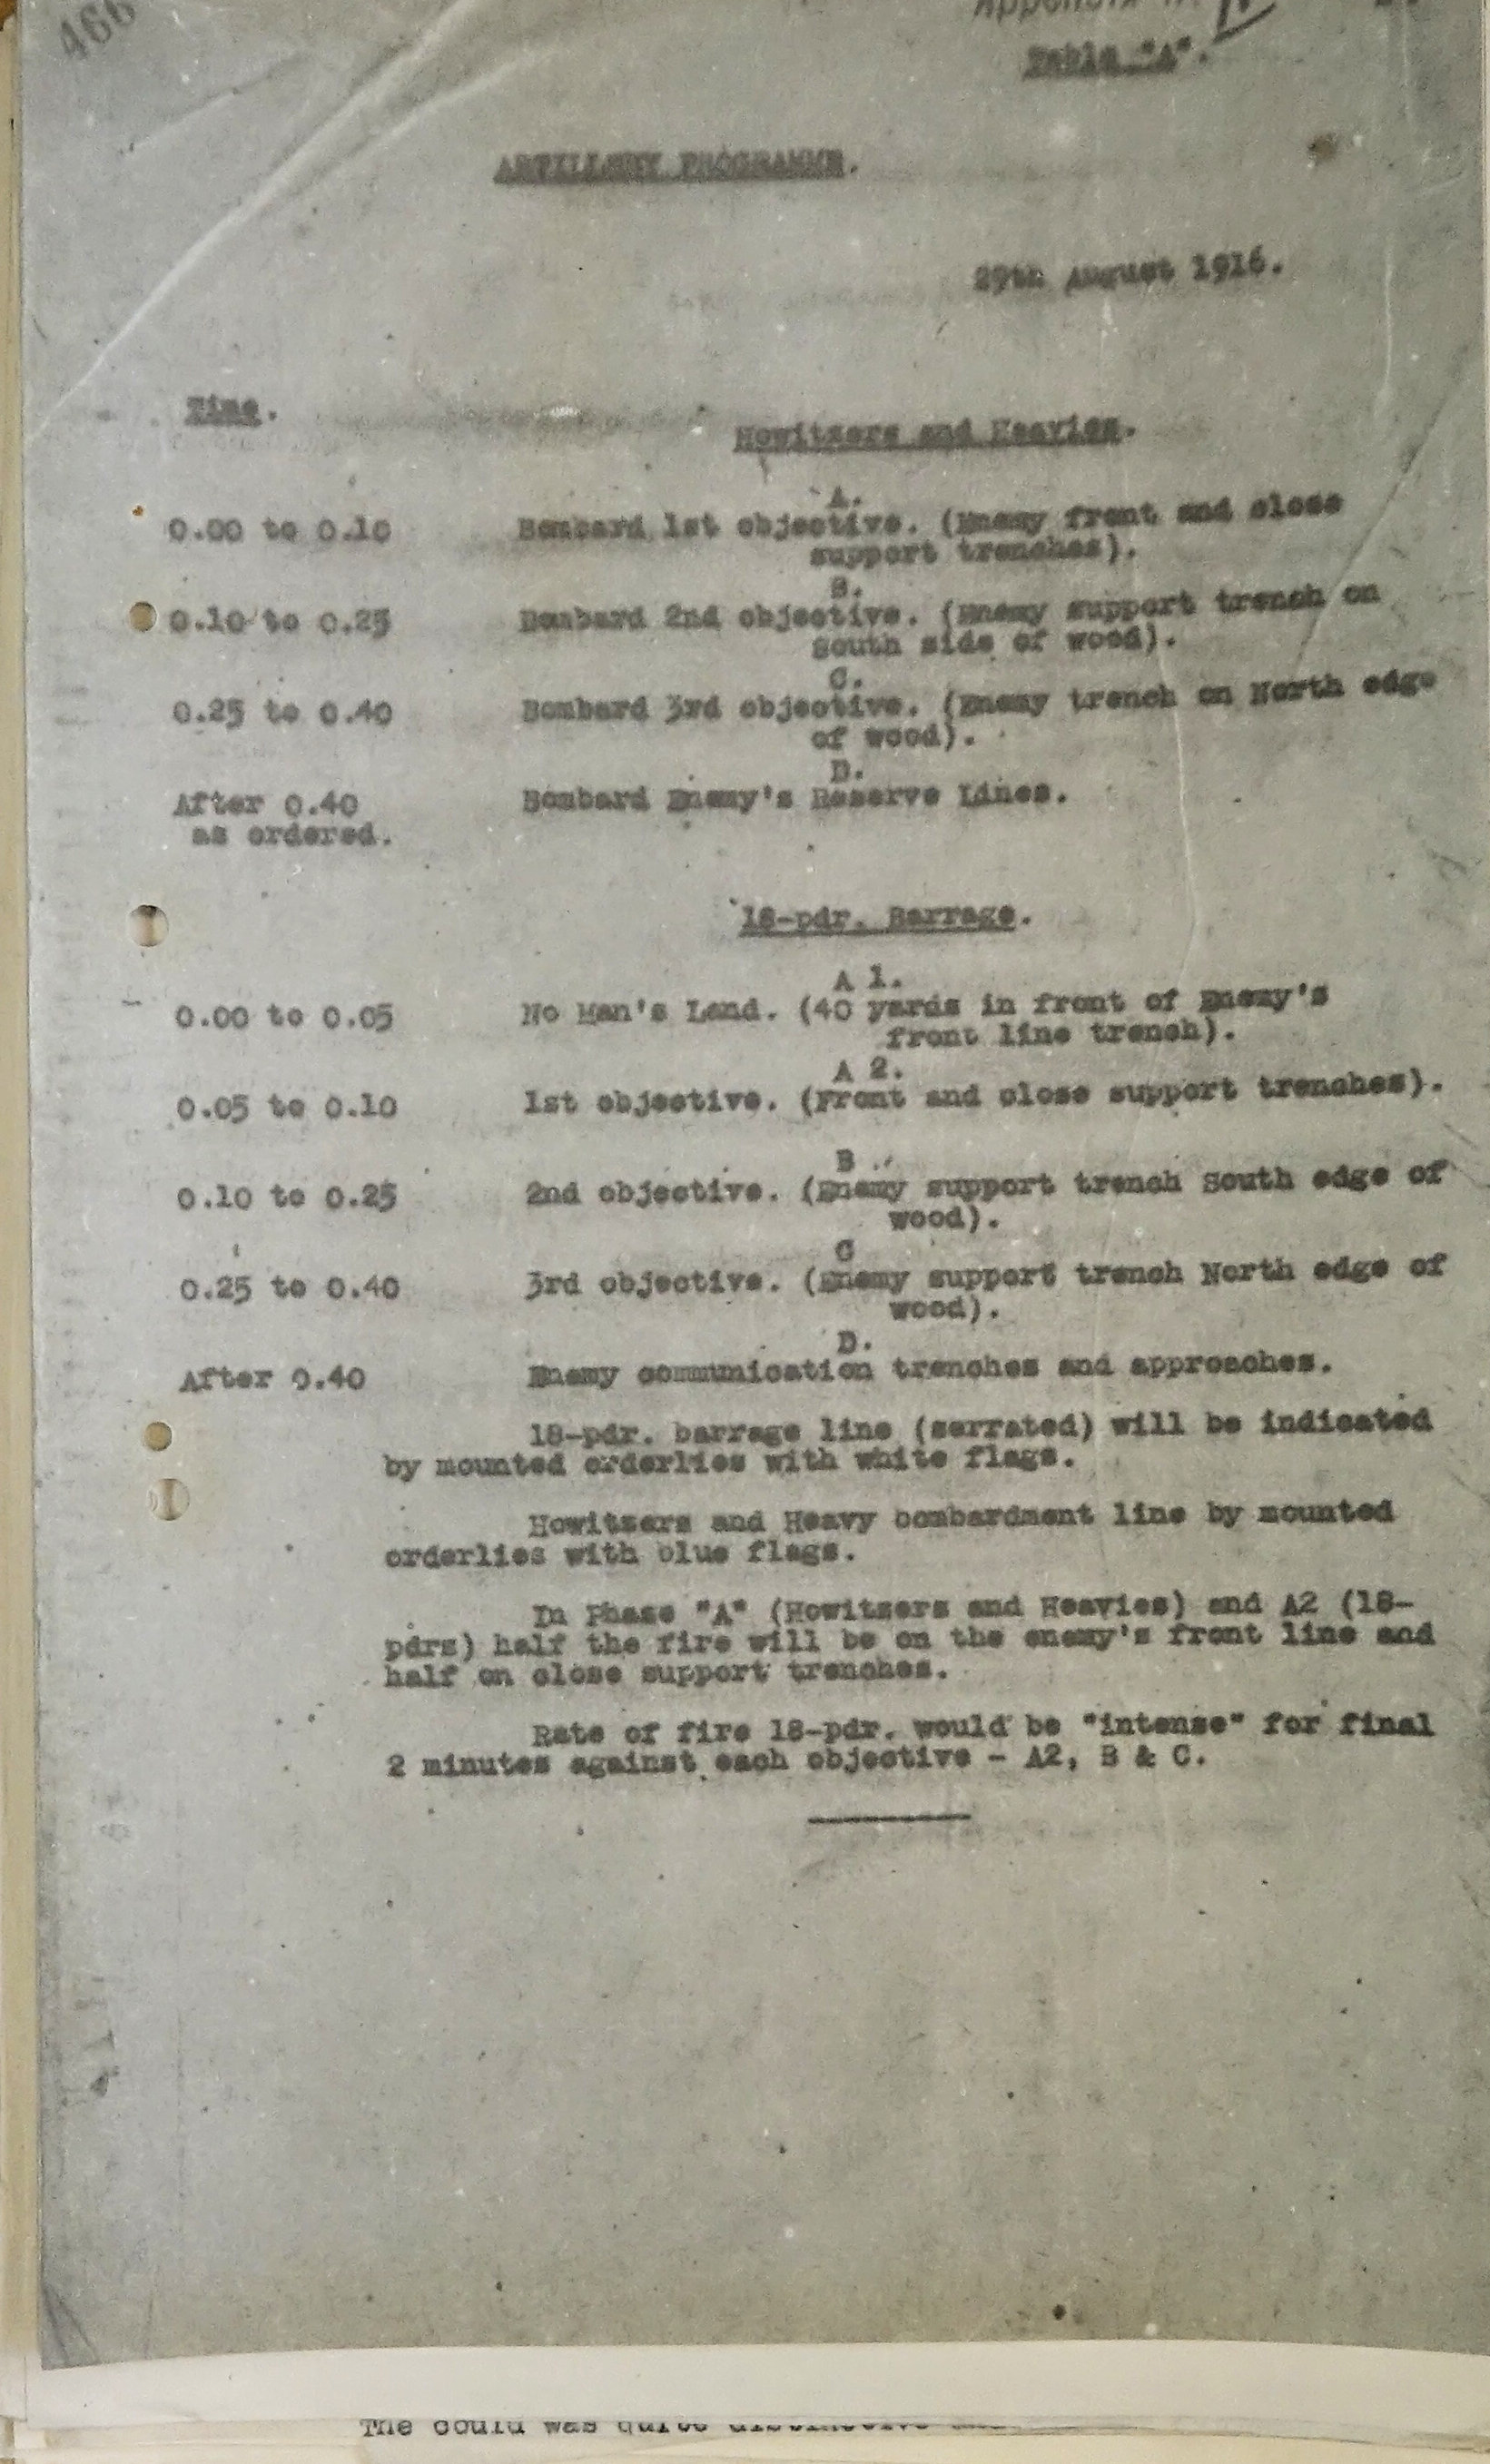 466
Appendix
Table "A".
ARTILLERY PROGRAMME.
29th August 1916.
Time.
Howitzers and Heavies.
A.
0.00 to 0.10 Bombard 1st objective. (Enemy front and close
support trenches).
B.
0.10 to 0.25 Bombard 2nd objective. (Enemy support trench on
South side of wood).
C.
0.25 to 0.40 Bombard 3rd objective. (Enemy trench on North edge
of wood).
D.
After 0.40 Bombard Enemy's Reserve Lines.
as ordered.
18-pdr. Barrage.
A 1.
0.00 to 0.05 No Man's Land. (40 yards in front of Enemy's
front line trench).
A 2.
0.05 to 0.10 1st objective. (Front and close support trenches).
B.
0.10 to 0.25 2nd objective. (Enemy support trench South edge of
wood).
C
0.25 to 0.40 3rd objective. (Enemy support trench North edge of
wood).
D.
After 0.40 Enemy communication trenches and approaches.
18-pdr. barrage line (serrated) will be indicated
by mounted orderlies with white flags.
Howitzers and Heavy bombardment line by mounted
orderlies with blue flags.
In Phase "A" (Howitzers and Heavies) and A2 (18-
pdrs) half the fire will be on the enemy's front line and
half on close support trenches.
Rate of fire 18-pdr. would be "intense" for final
2 minutes against each objective - A2, B & C.
The could was quite